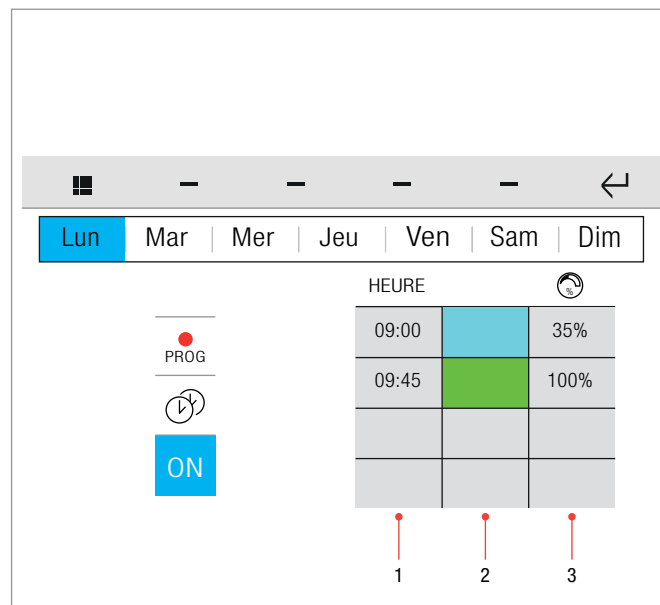 Lun Mar Mer Jeu Ven Sam Dim
HEURE %
PROG
09:00 35%
09:45 100%
ON
1 2 3